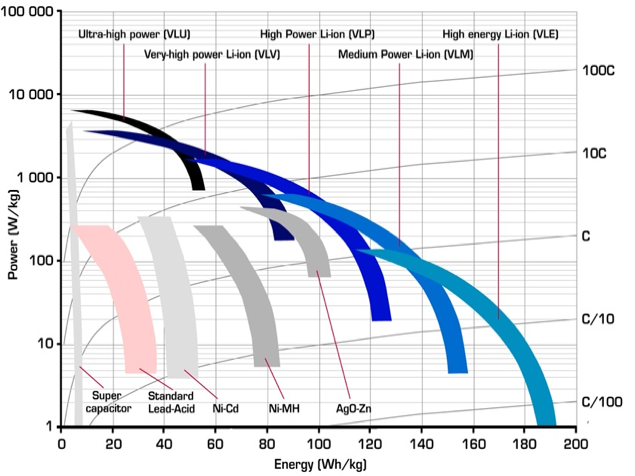 100 000
Ultra-high power (VLU)
High Power Li-ion (VLP)
High energy Li-ion (VLE)
Very-high power Li-ion (VLV)
Medium Power Li-ion (VLM)
100C
10 000
10C
1 000
C
100
C/10
10
C/100
1
Power (W/kg)
Super
capacitor
Standard
Lead-Acid
Ni-Cd
Ni-MH
AgO-Zn
0 20 40 60 80 100 120 140 160 180 200
Energy (Wh/kg)